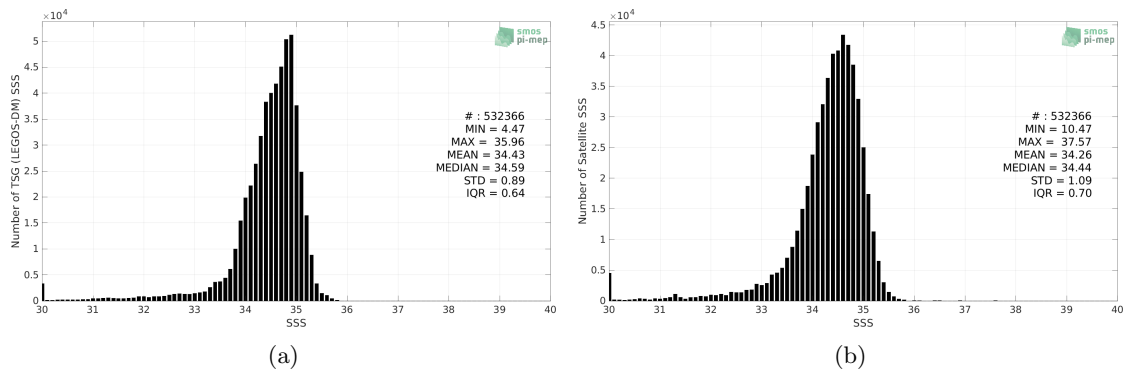 ×10⁴
5
4.5
4
3.5
3
2.5
2
1.5
1
0.5
0
Number of TSG (LEGOS-DM) SSS
smos
pi-mep
# : 532366
MIN = 4.47
MAX = 35.96
MEAN = 34.43
MEDIAN = 34.59
STD = 0.89
IQR = 0.64
30 31 32 33 34 35 36 37 38 39 40
SSS
(a)
×10⁴
4.5
4
3.5
3
2.5
2
1.5
1
0.5
0
Number of Satellite SSS
smos
pi-mep
# : 532366
MIN = 10.47
MAX = 37.57
MEAN = 34.26
MEDIAN = 34.44
STD = 1.09
IQR = 0.70
30 31 32 33 34 35 36 37 38 39 40
SSS
(b)